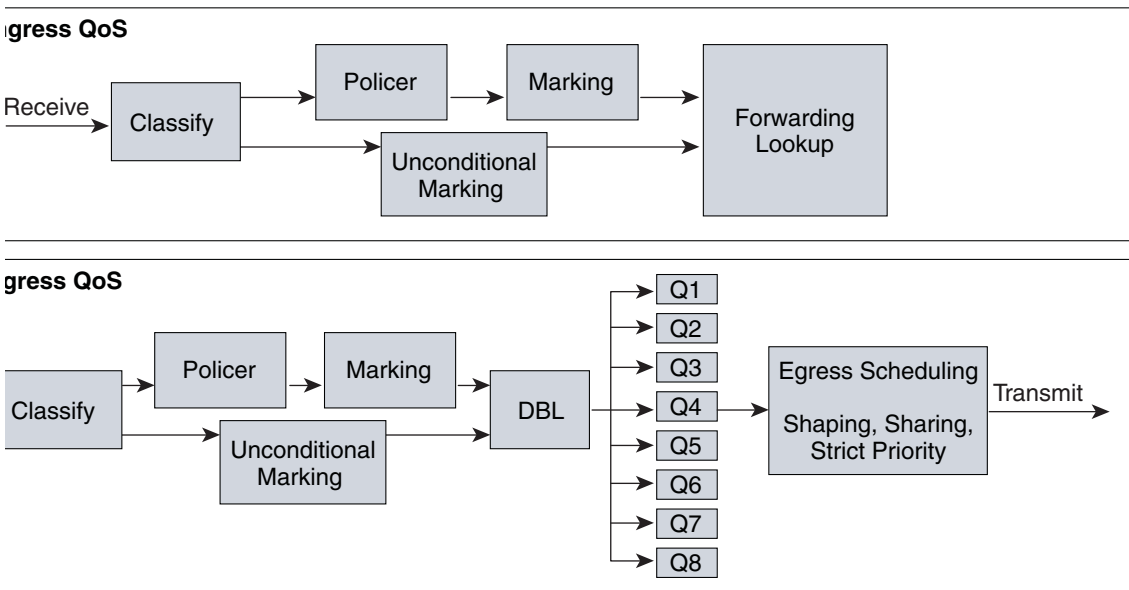 ngress QoS
Receive
Classify
Policer
Marking
Unconditional
Marking
Forwarding
Lookup
gress QoS
Classify
Policer
Marking
Unconditional
Marking
DBL
Q1
Q2
Q3
Q4
Q5
Q6
Q7
Q8
Egress Scheduling
Shaping, Sharing,
Strict Priority
Transmit